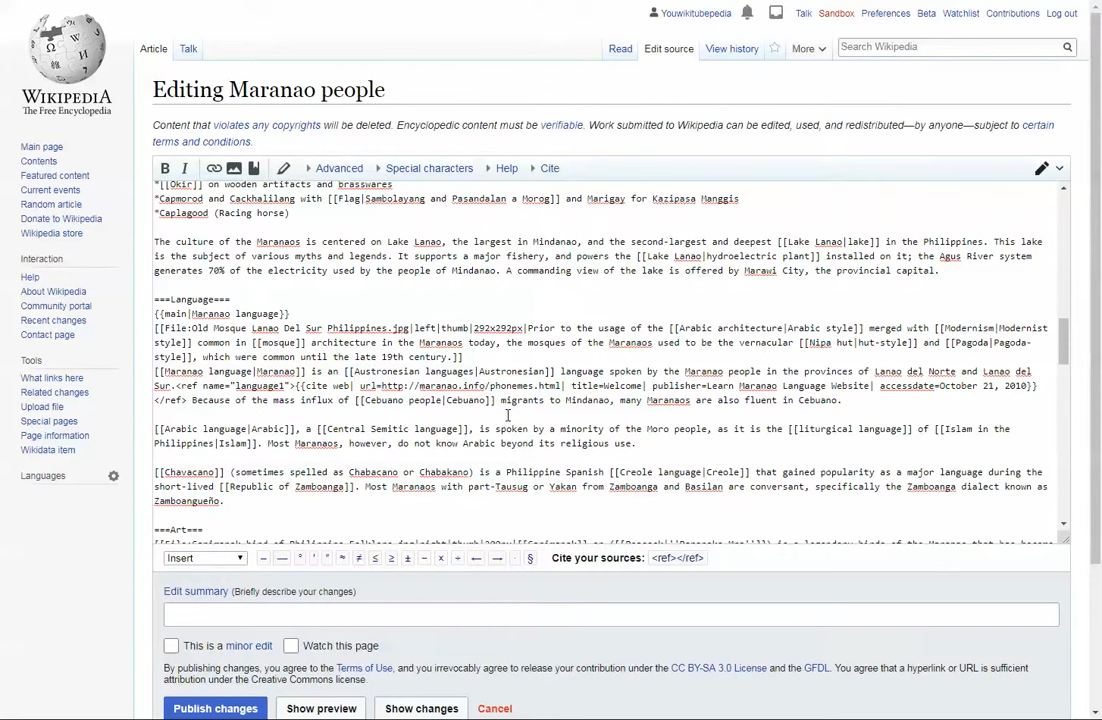 Youwikitubepedia Talk Sandbox Preferences Beta Watchlist Contributions Log out
Article Talk Read Edit source View history More Search Wikipedia
WIKIPEDIA
The Free Encyclopedia
Main page
Contents
Featured content
Current events
Random article
Donate to Wikipedia
Wikipedia store
Interaction
Help
About Wikipedia
Community portal
Recent changes
Contact page
Tools
What links here
Related changes
Upload file
Special pages
Page information
Wikidata item
Languages
Editing Maranao people
Content that violates any copyrights will be deleted. Encyclopedic content must be verifiable. Work submitted to Wikipedia can be edited, used, and redistributed—by anyone—subject to certain
terms and conditions.
B I Advanced Special characters Help Cite
*[[Okir]] on wooden artifacts and brasswares
*Capmorod and Cackhalilang with [[Flag|Sambolayang and Pasandalan a Morog]] and Marigay for Kazipasa Manggis
*Caplagood (Racing horse)
The culture of the Maranaos is centered on Lake Lanao, the largest in Mindanao, and the second-largest and deepest [[Lake Lanao|lake]] in the Philippines. This lake
is the subject of various myths and legends. It supports a major fishery, and powers the [[Lake Lanao|hydroelectric plant]] installed on it; the Agus River system
generates 70% of the electricity used by the people of Mindanao. A commanding view of the lake is offered by Marawi City, the provincial capital.
===Language===
{{main|Maranao language}}
[[File:Old Mosque Lanao Del Sur Philippines.jpg|left|thumb|292x292px|Prior to the usage of the [[Arabic architecture|Arabic style]] merged with [[Modernism|Modernist
style]] common in [[mosque]] architecture in the Maranaos today, the mosques of the Maranaos used to be the vernacular [[Nipa hut|hut-style]] and [[Pagoda|Pagoda-
style]], which were common until the late 19th century.]]
[[Maranao language|Maranao]] is an [[Austronesian languages|Austronesian]] language spoken by the Maranao people in the provinces of Lanao del Norte and Lanao del
Sur.<ref name="language1">{{cite web| url=http://maranao.info/phonemes.html| title=Welcome| publisher=Learn Maranao Language Website| accessdate=October 21, 2010}}
</ref> Because of the mass influx of [[Cebuano people|Cebuano]] migrants to Mindanao, many Maranaos are also fluent in Cebuano.
[[Arabic language|Arabic]], a [[Central Semitic language]], is spoken by a minority of the Moro people, as it is the [[liturgical language]] of [[Islam in the
Philippines|Islam]]. Most Maranaos, however, do not know Arabic beyond its religious use.
[[Chavacano]] (sometimes spelled as Chabacano or Chabakano) is a Philippine Spanish [[Creole language|Creole]] that gained popularity as a major language during the
short-lived [[Republic of Zamboanga]]. Most Maranaos with part-Tausug or Yakan from Zamboanga and Basilan are conversant, specifically the Zamboanga dialect known as
Zamboangueño.
===Art===
Insert – — ° ′ ″ ≈ ≠ ≤ ≥ ± − × ÷ ← → · § Cite your sources: <ref></ref>
Edit summary (Briefly describe your changes)
This is a minor edit Watch this page
By publishing changes, you agree to the Terms of Use, and you irrevocably agree to release your contribution under the CC BY-SA 3.0 License and the GFDL. You agree that a hyperlink or URL is sufficient
attribution under the Creative Commons license.
Publish changes Show preview Show changes Cancel